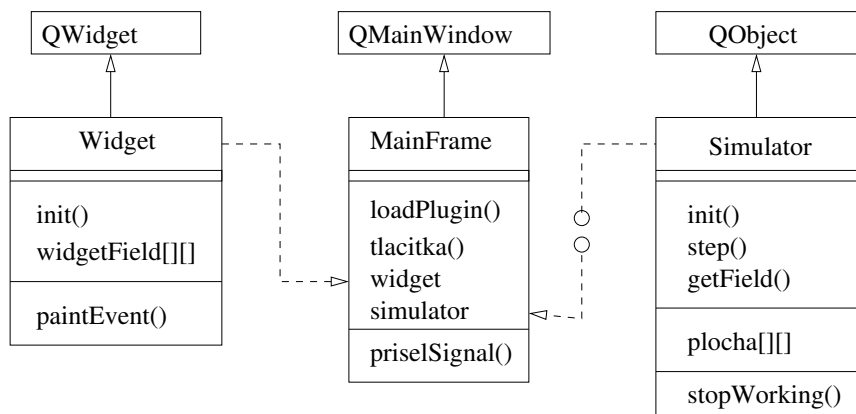 QWidget
QMainWindow
QObject
Widget
MainFrame
Simulator
init()
widgetField[][]
paintEvent()
loadPlugin()
tlacitka()
widget
simulator
priselSignal()
init()
step()
getField()
plocha[][]
stopWorking()